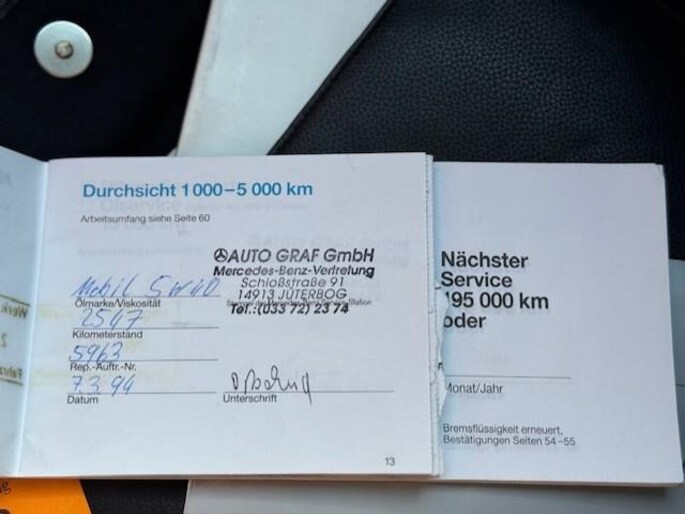 Durchsicht 1000–5 000 km
Arbeitsumfang siehe Seite 60
AUTO GRAF GmbH
Mercedes-Benz-Vertretung
Schloßstraße 91
14913 JÜTERBOG
Tel.: (033 72) 23 74
Mobil 5W40
Ölmarke/Viskosität
2547
Kilometerstand
5963
Rep.-Auftr.-Nr.
7.3.94
Datum
Unterschrift
13
Nächster
Service
195 000 km
oder
Monat/Jahr
Bremsflüssigkeit erneuert,
Bestätigungen Seiten 54–55